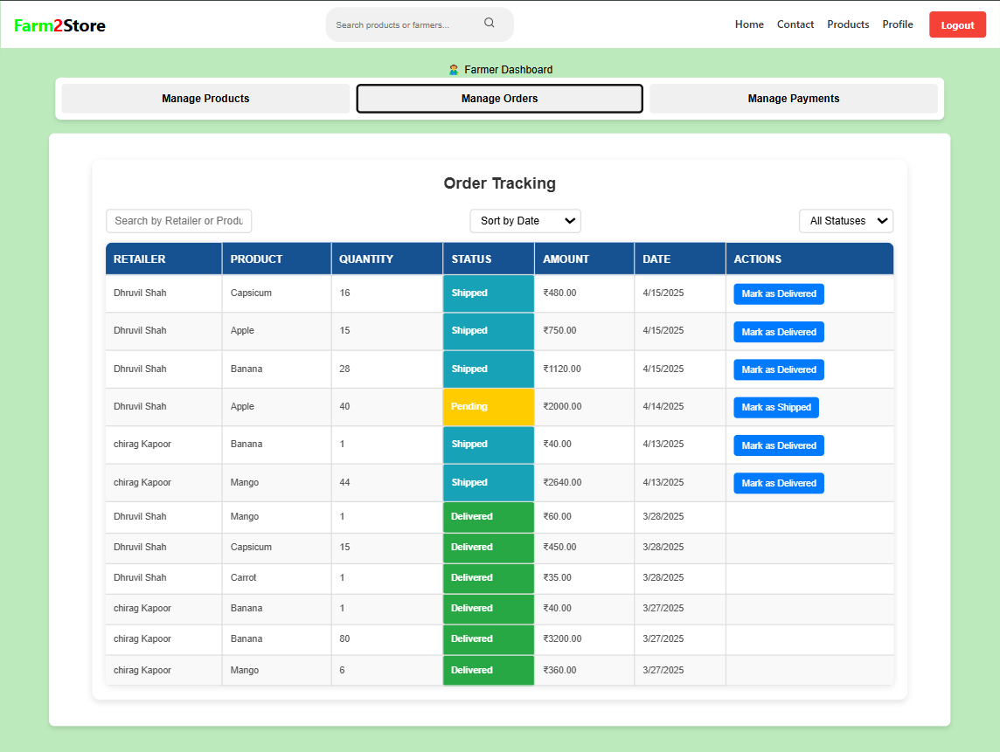 Farm2Store
Search products or farmers...
Home Contact Products Profile Logout
Farmer Dashboard
Manage Products Manage Orders Manage Payments
Order Tracking
Search by Retailer or Produ Sort by Date All Statuses
RETAILER PRODUCT QUANTITY STATUS AMOUNT DATE ACTIONS
Dhruvil Shah Capsicum 16 Shipped ₹480.00 4/15/2025 Mark as Delivered
Dhruvil Shah Apple 15 Shipped ₹750.00 4/15/2025 Mark as Delivered
Dhruvil Shah Banana 28 Shipped ₹1120.00 4/15/2025 Mark as Delivered
Dhruvil Shah Apple 40 Pending ₹2000.00 4/14/2025 Mark as Shipped
chirag Kapoor Banana 1 Shipped ₹40.00 4/13/2025 Mark as Delivered
chirag Kapoor Mango 44 Shipped ₹2640.00 4/13/2025 Mark as Delivered
Dhruvil Shah Mango 1 Delivered ₹60.00 3/28/2025
Dhruvil Shah Capsicum 15 Delivered ₹450.00 3/28/2025
Dhruvil Shah Carrot 1 Delivered ₹35.00 3/28/2025
chirag Kapoor Banana 1 Delivered ₹40.00 3/27/2025
chirag Kapoor Banana 80 Delivered ₹3200.00 3/27/2025
chirag Kapoor Mango 6 Delivered ₹360.00 3/27/2025